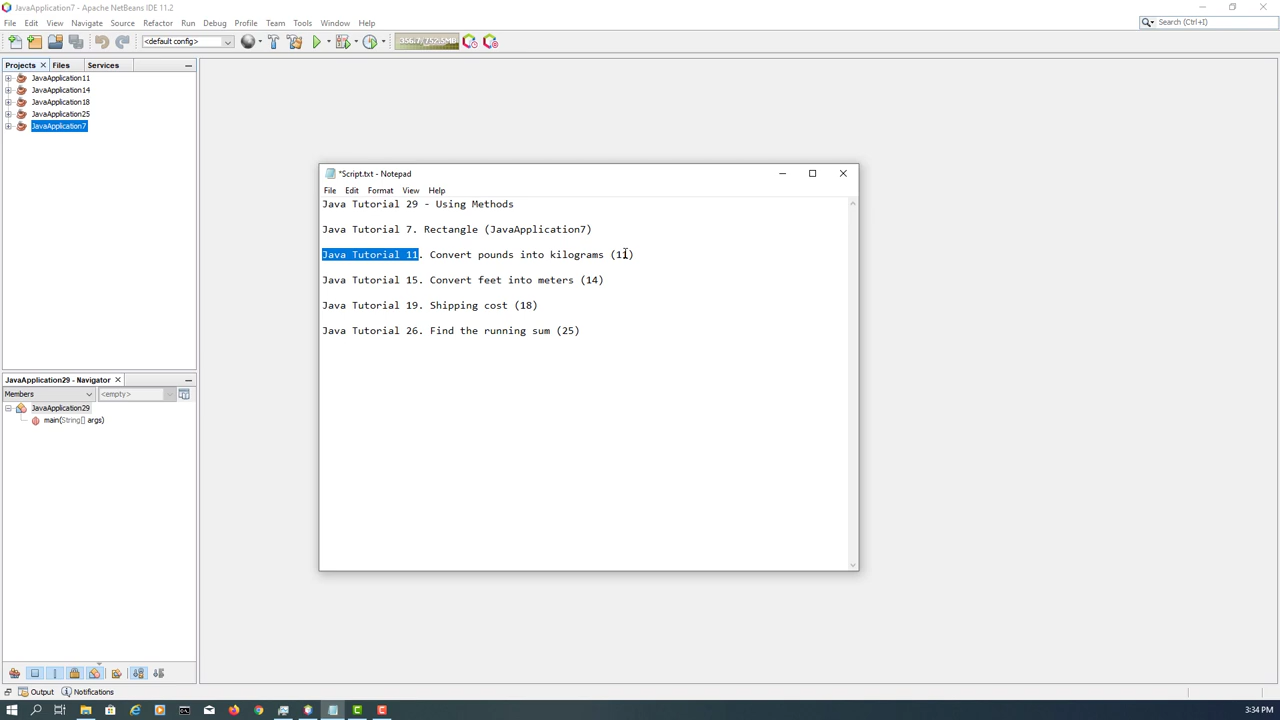 JavaApplication7 - Apache NetBeans IDE 11.2
File Edit View Navigate Source Refactor Run Debug Profile Team Tools Window Help
Search (Ctrl+I)
<default config>
356.7/752.5MB
Projects Files Services
JavaApplication11
JavaApplication14
JavaApplication18
JavaApplication25
JavaApplication7
*Script.txt - Notepad
File Edit Format View Help
Java Tutorial 29 - Using Methods
Java Tutorial 7. Rectangle (JavaApplication7)
Java Tutorial 11. Convert pounds into kilograms (11)
Java Tutorial 15. Convert feet into meters (14)
Java Tutorial 19. Shipping cost (18)
Java Tutorial 26. Find the running sum (25)
JavaApplication29 - Navigator
Members <empty>
JavaApplication29
main(String[] args)
Output Notifications
3:34 PM